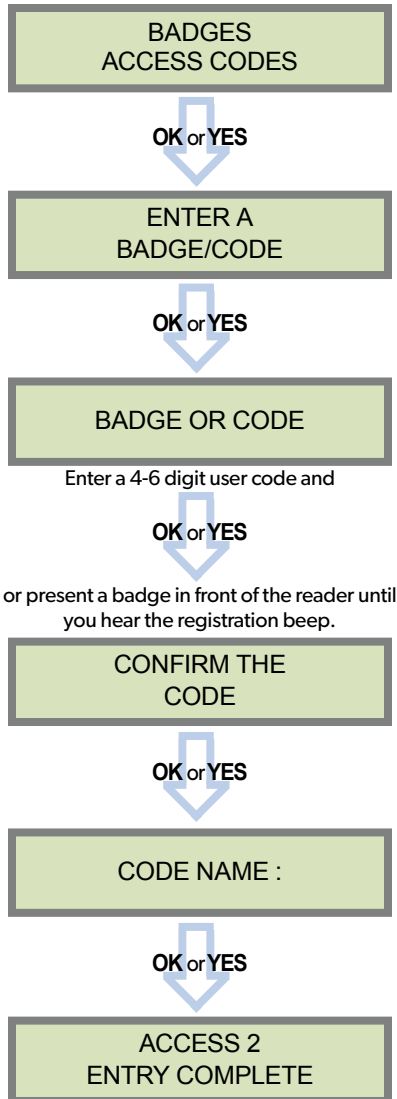 BADGES
ACCESS CODES
OK or YES
ENTER A
BADGE/CODE
OK or YES
BADGE OR CODE
Enter a 4-6 digit user code and
OK or YES
or present a badge in front of the reader until
you hear the registration beep.
CONFIRM THE
CODE
OK or YES
CODE NAME :
OK or YES
ACCESS 2
ENTRY COMPLETE